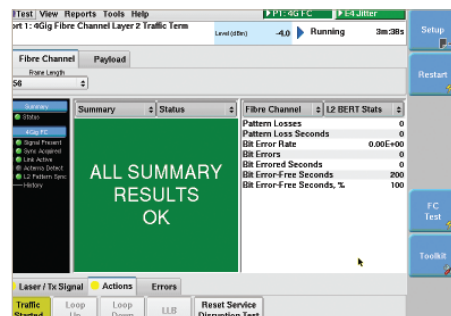 Test View Reports Tools Help
P1: 4G FC
E4 Jitter
ort 1: 4Gig Fibre Channel Layer 2 Traffic Term
Level (dBm) -4.0
Running 3m:38s
Setup
Restart
FC
Test
Toolkit
Fibre Channel Payload
Frame Length
56
Summary
Status
4Gig FC
Signal Present
Sync Acquired
Link Active
Acterna Detect
L2 Pattern Sync
History
Summary Status
ALL SUMMARY
RESULTS
OK
Fibre Channel L2 BERT Stats
Pattern Losses 0
Pattern Loss Seconds 0
Bit Error Rate 0.00E+00
Bit Errors 0
Bit Errored Seconds 0
Bit Error-Free Seconds 200
Bit Error-Free Seconds, % 100
Laser / Tx Signal Actions Errors
Traffic
Started
Loop
Up
Loop
Down
LLB
Reset Service
Disruption Test